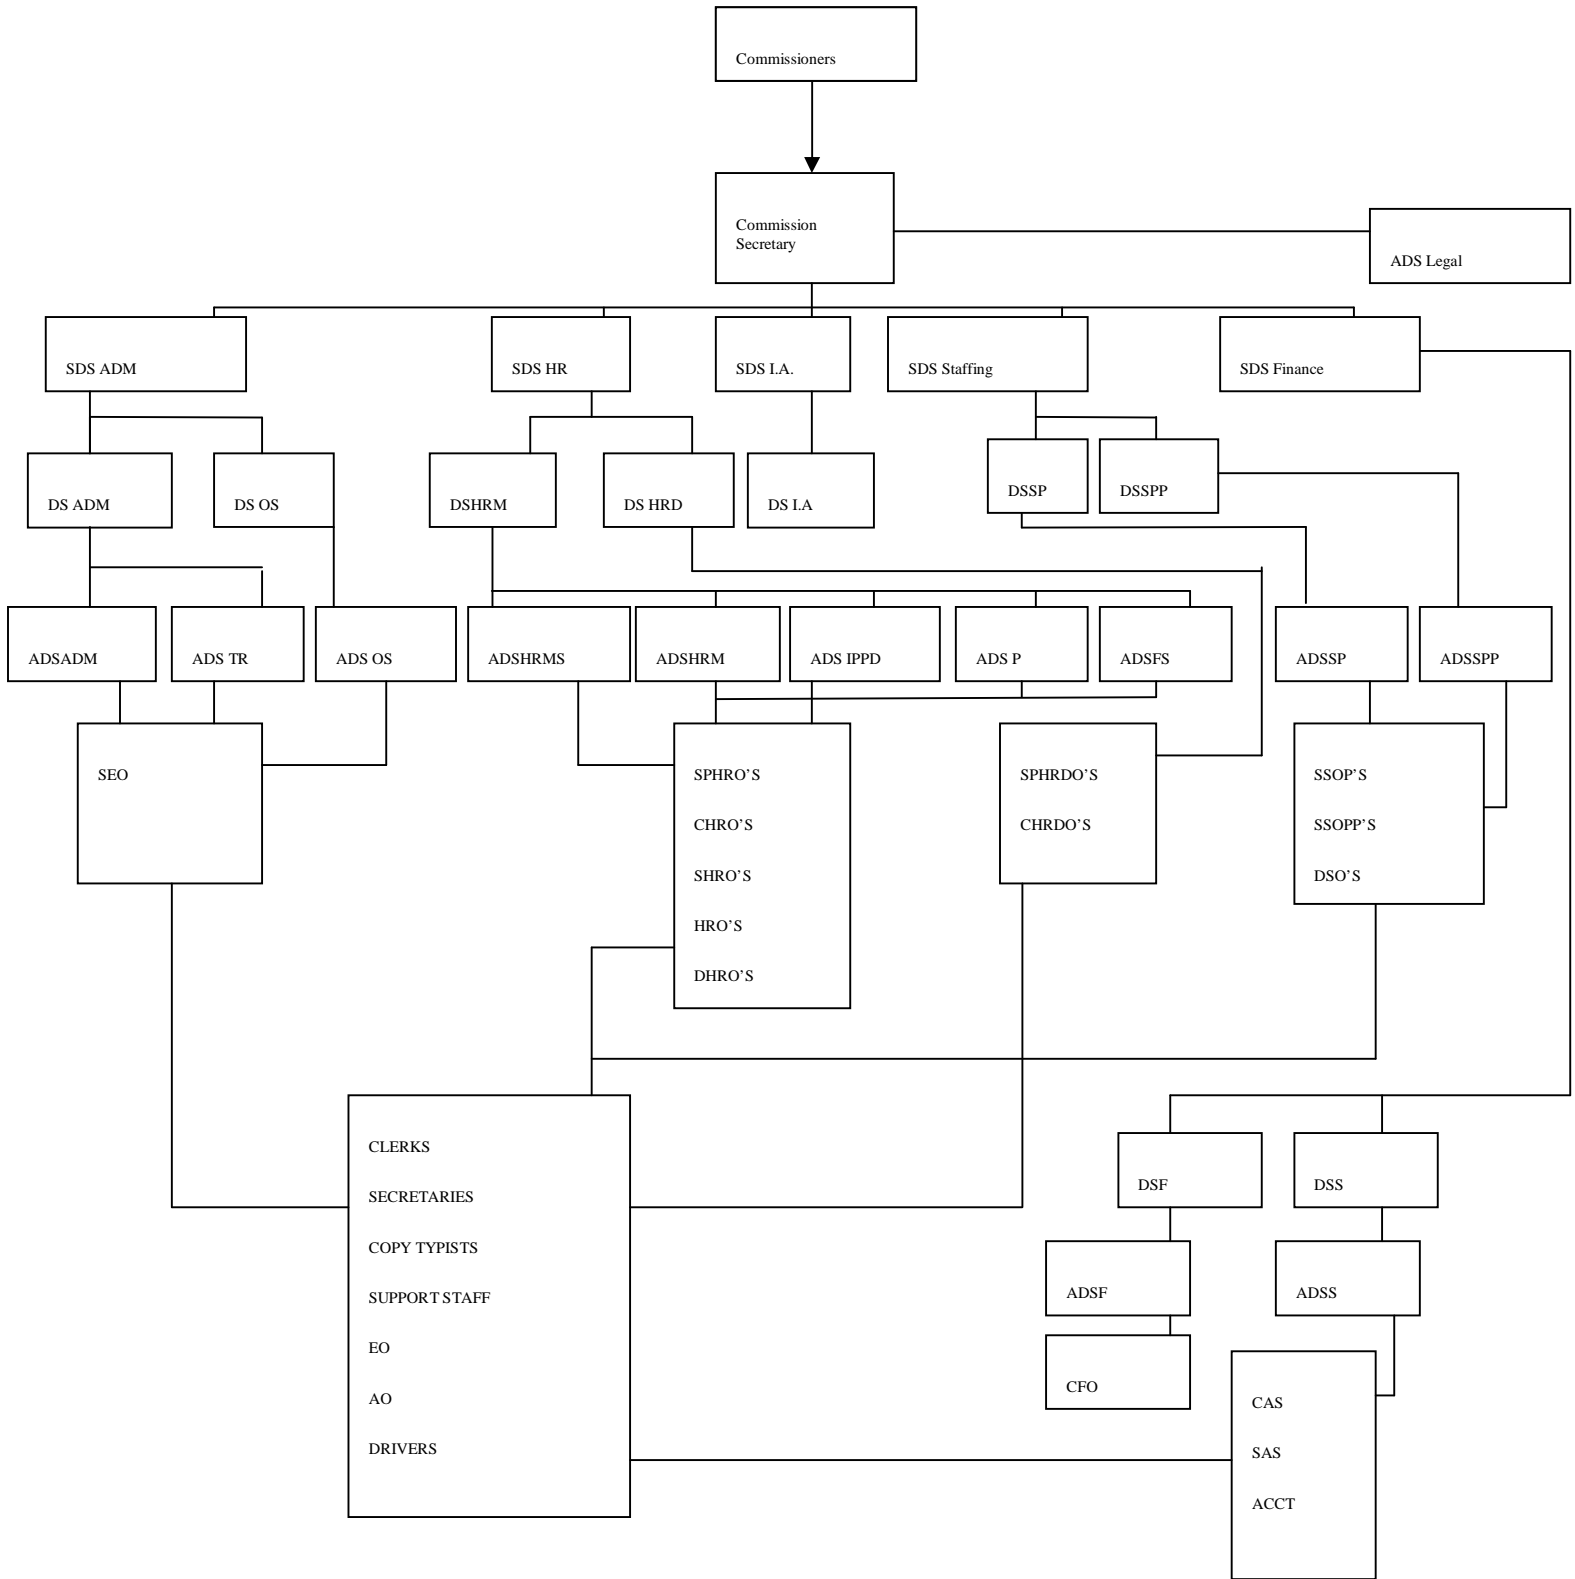 Commissioners
Commission
Secretary
ADS Legal
SDS ADM
SDS HR
SDS I.A.
SDS Staffing
SDS Finance
DS ADM
DS OS
DSHRM
DS HRD
DS I.A
DSSP
DSSPP
ADSADM
ADS TR
ADS OS
ADSHRMS
ADSHRM
ADS IPPD
ADS P
ADSFS
ADSSP
ADSSPP
SEO
SPHRO’S
CHRO’S
SHRO’S
HRO’S
DHRO’S
SPHRDO’S
CHRDO’S
SSOP’S
SSOPP’S
DSO’S
CLERKS
SECRETARIES
COPY TYPISTS
SUPPORT STAFF
EO
AO
DRIVERS
DSF
DSS
ADSF
ADSS
CFO
CAS
SAS
ACCT